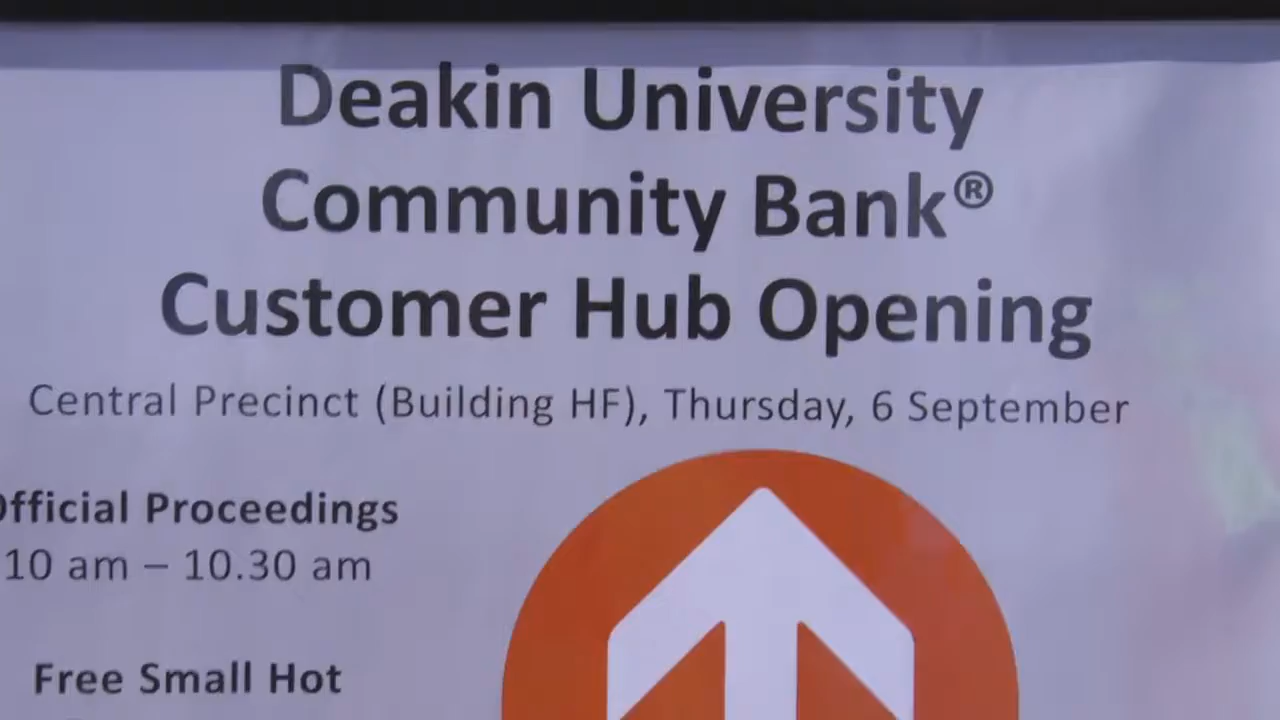 Deakin University
Community Bank®
Customer Hub Opening
Central Precinct (Building HF), Thursday, 6 September
Official Proceedings
10 am – 10.30 am
Free Small Hot